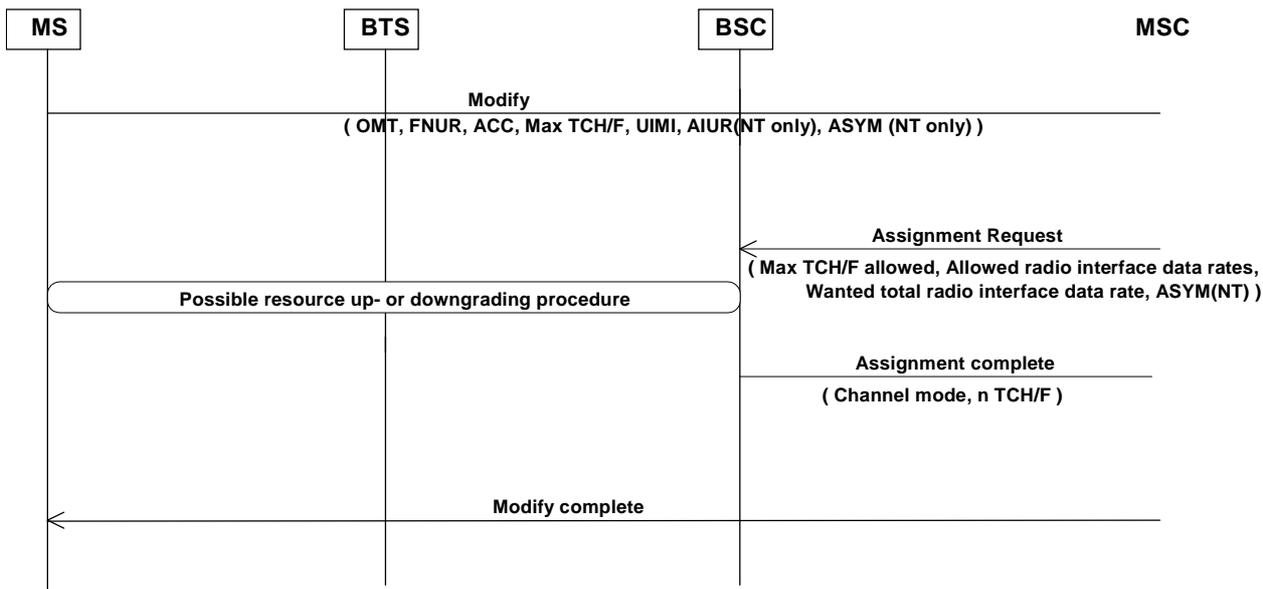 MS BTS BSC MSC
Modify
( OMT, FNUR, ACC, Max TCH/F, UIMI, AIUR(NT only), ASYM (NT only) )
Assignment Request
( Max TCH/F allowed, Allowed radio interface data rates,
Wanted total radio interface data rate, ASYM(NT) )
Possible resource up- or downgrading procedure
Assignment complete
( Channel mode, n TCH/F )
Modify complete